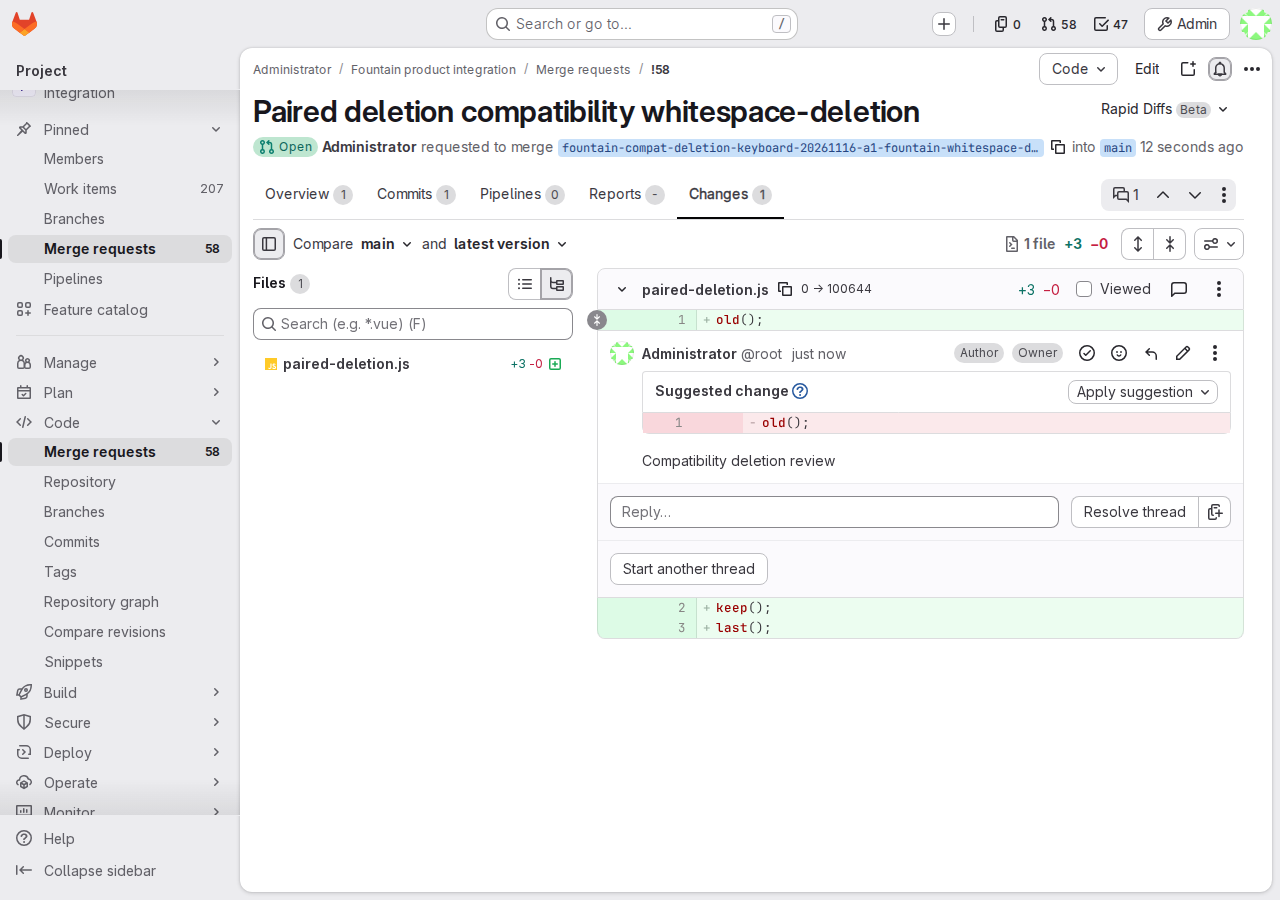 Search or go to...
/
0
58
47
Admin
Project
Integration
Pinned
Members
Work items 207
Branches
Merge requests 58
Pipelines
Feature catalog
Manage
Plan
Code
Merge requests 58
Repository
Branches
Commits
Tags
Repository graph
Compare revisions
Snippets
Build
Secure
Deploy
Operate
Monitor
Help
Collapse sidebar
Administrator / Fountain product integration / Merge requests / !58
Code
Edit
Paired deletion compatibility whitespace-deletion
Rapid Diffs Beta
Open Administrator requested to merge fountain-compat-deletion-keyboard-20261116-a1-fountain-whitespace-d… into main 12 seconds ago
Overview 1
Commits 1
Pipelines 0
Reports -
Changes 1
1
Compare main and latest version
1 file +3 −0
Files 1
Search (e.g. *.vue) (F)
JS paired-deletion.js +3 -0
paired-deletion.js 0 → 100644
+3 −0 Viewed
1 + old();
Administrator @root just now
Author Owner
Suggested change
Apply suggestion
1 - old();
Compatibility deletion review
Reply…
Resolve thread
Start another thread
2 + keep();
3 + last();